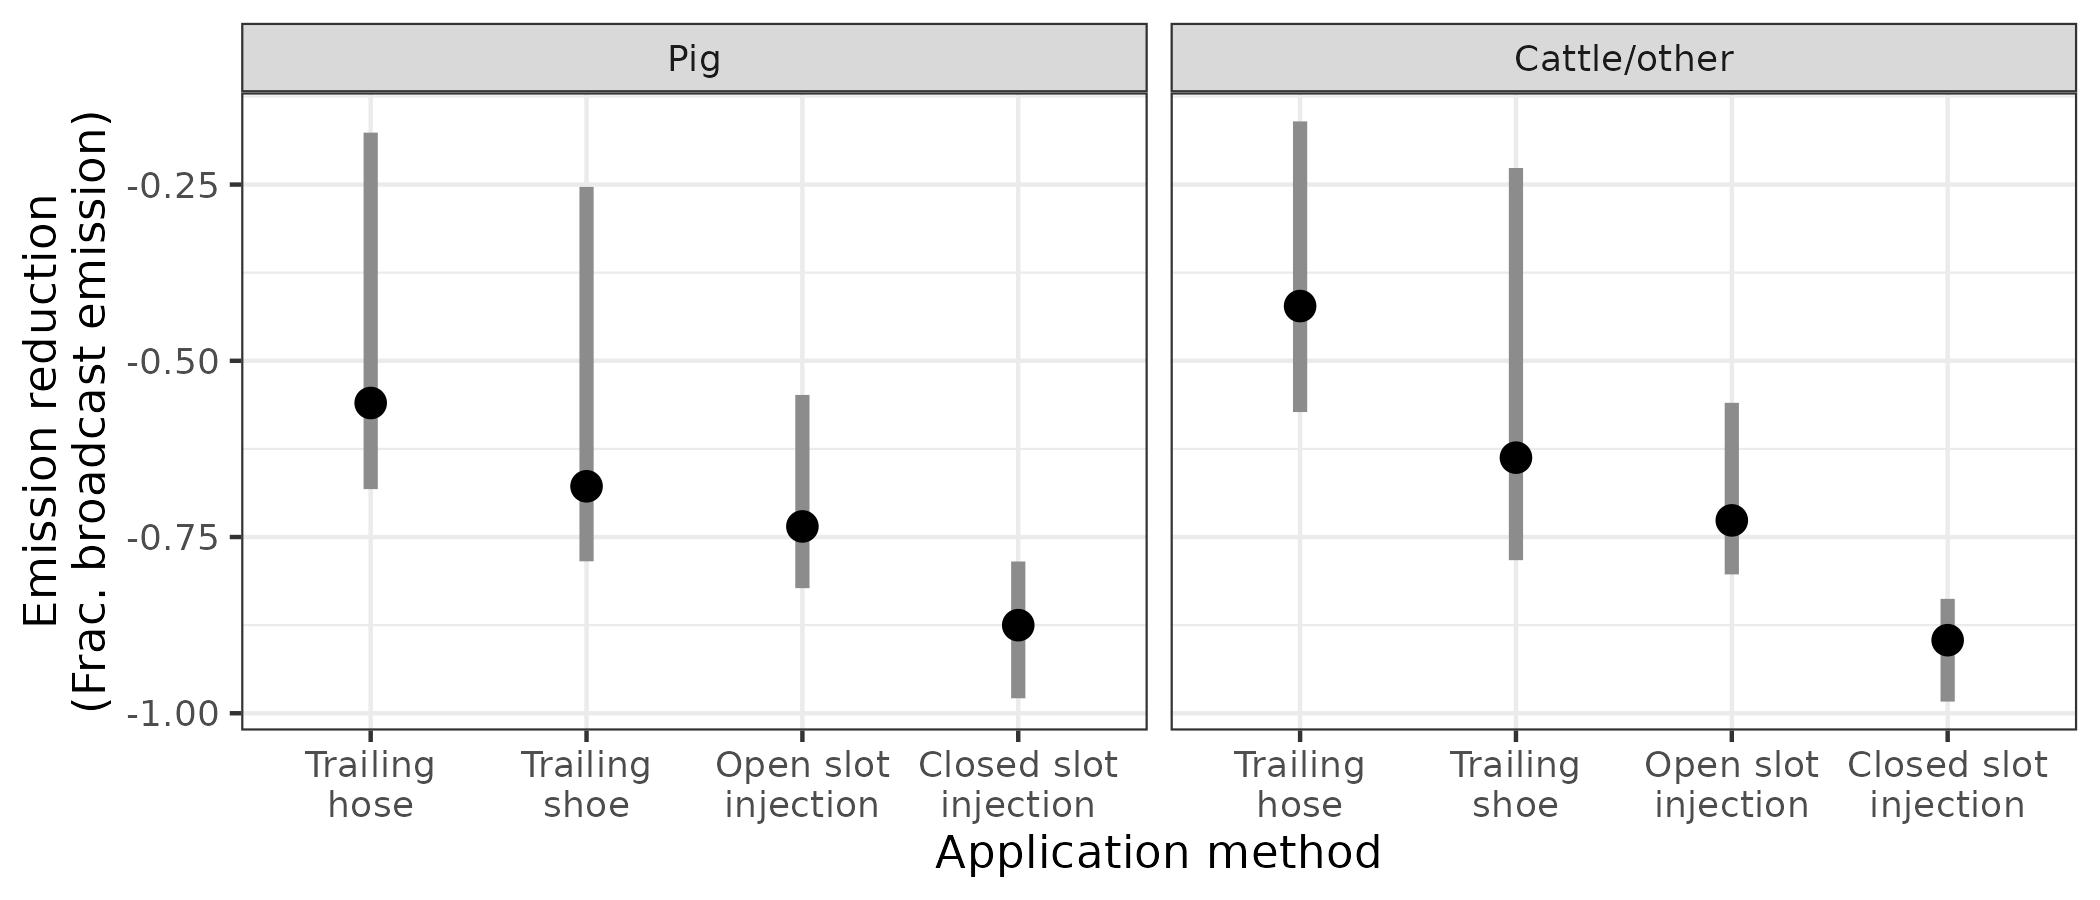 Pig
Cattle/other
Emission reduction
(Frac. broadcast emission)
-0.25
-0.50
-0.75
-1.00
Trailing
hose
Trailing
shoe
Open slot
injection
Closed slot
injection
Trailing
hose
Trailing
shoe
Open slot
injection
Closed slot
injection
Application method